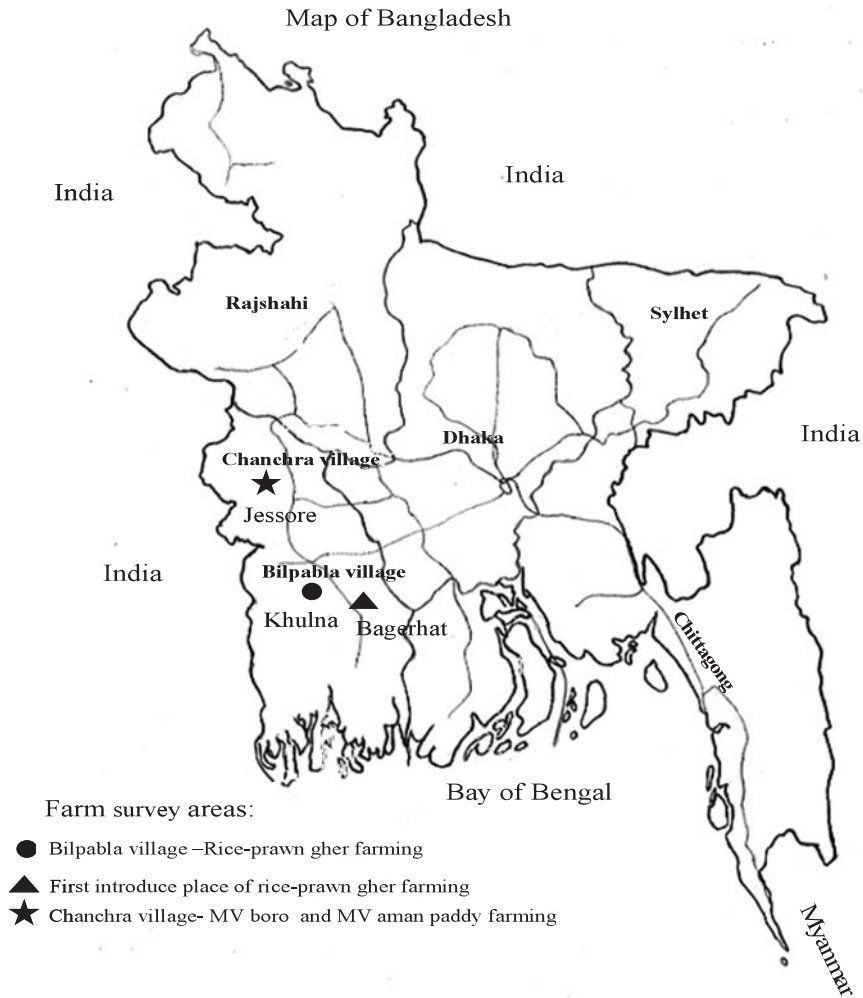 Map of Bangladesh
India
India
Rajshahi
Sylhet
Dhaka
India
Chanchra village
Jessore
India
Bilpabla village
Khulna
Bagerhat
Chittagong
Bay of Bengal
Farm survey areas:
Bilpabla village –Rice-prawn gher farming
First introduce place of rice-prawn gher farming
Chanchra village- MV boro and MV aman paddy farming
Myanmar